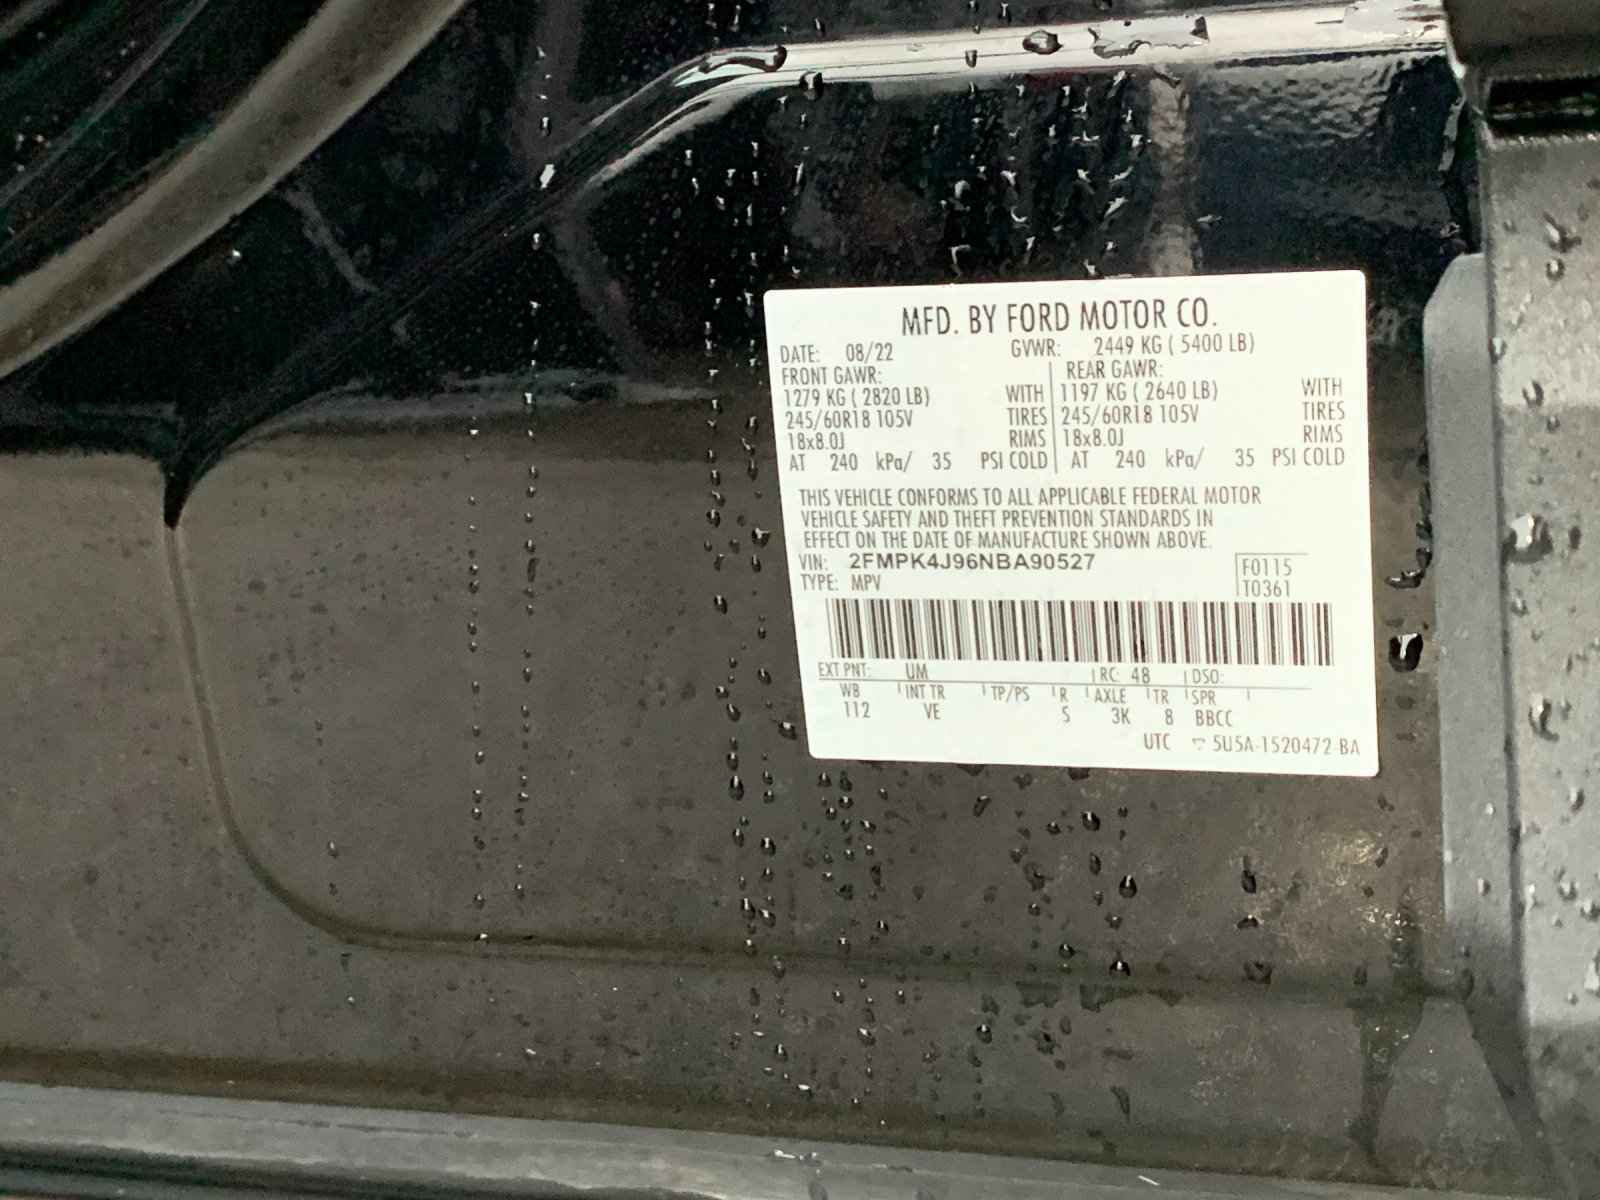 MFD. BY FORD MOTOR CO.
DATE: 08/22 GVWR: 2449 KG ( 5400 LB)
FRONT GAWR: REAR GAWR:
1279 KG ( 2820 LB) WITH 1197 KG ( 2640 LB) WITH
245/60R18 105V TIRES 245/60R18 105V TIRES
18x8.0J RIMS 18x8.0J RIMS
AT 240 kPa/ 35 PSI COLD AT 240 kPa/ 35 PSI COLD
THIS VEHICLE CONFORMS TO ALL APPLICABLE FEDERAL MOTOR
VEHICLE SAFETY AND THEFT PREVENTION STANDARDS IN
EFFECT ON THE DATE OF MANUFACTURE SHOWN ABOVE.
VIN: 2FMPK4J96NBA90527 F0115
TYPE: MPV T0361
EXT PNT: UM RC: 48 DSO:
WB INT TR TP/PS R AXLE TR SPR
112 VE S 3K 8 BBCC
UTC 5U5A-1520472-BA